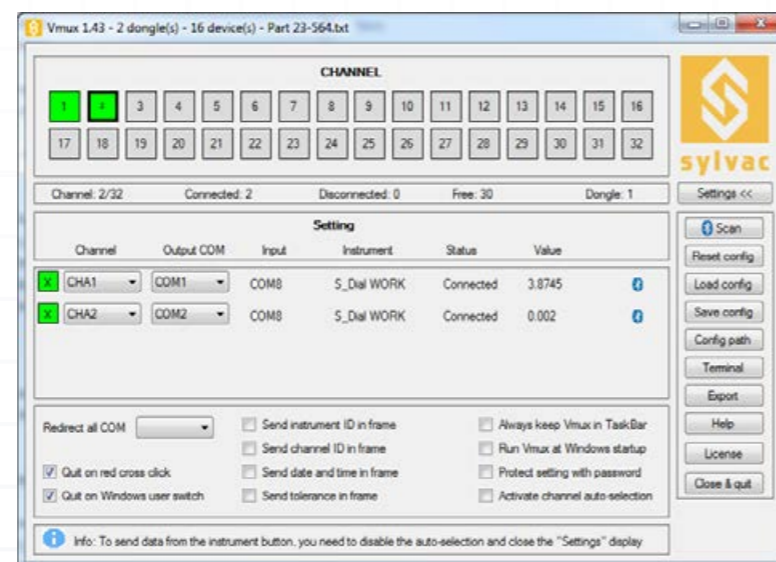 Vmux 1.43 - 2 dongle(s) - 16 device(s) - Part 23-564.txt
CHANNEL
1 2 3 4 5 6 7 8 9 10 11 12 13 14 15 16
17 18 19 20 21 22 23 24 25 26 27 28 29 30 31 32
sylvac
Channel: 2/32 Connected: 2 Disconnected: 0 Free: 30 Dongle: 1
Settings <<
Setting
Channel Output COM Input Instrument Status Value
X CHA1 COM1 COM8 S_Dial WORK Connected 3.8745
X CHA2 COM2 COM8 S_Dial WORK Connected 0.002
Scan
Reset config
Load config
Save config
Config path
Terminal
Export
Help
License
Close & quit
Redirect all COM
Quit on red cross click
Quit on Windows user switch
Send instrument ID in frame
Send channel ID in frame
Send date and time in frame
Send tolerance in frame
Always keep Vmux in TaskBar
Run Vmux at Windows startup
Protect setting with password
Activate channel auto-selection
Info: To send data from the instrument button, you need to disable the auto-selection and close the "Settings" display